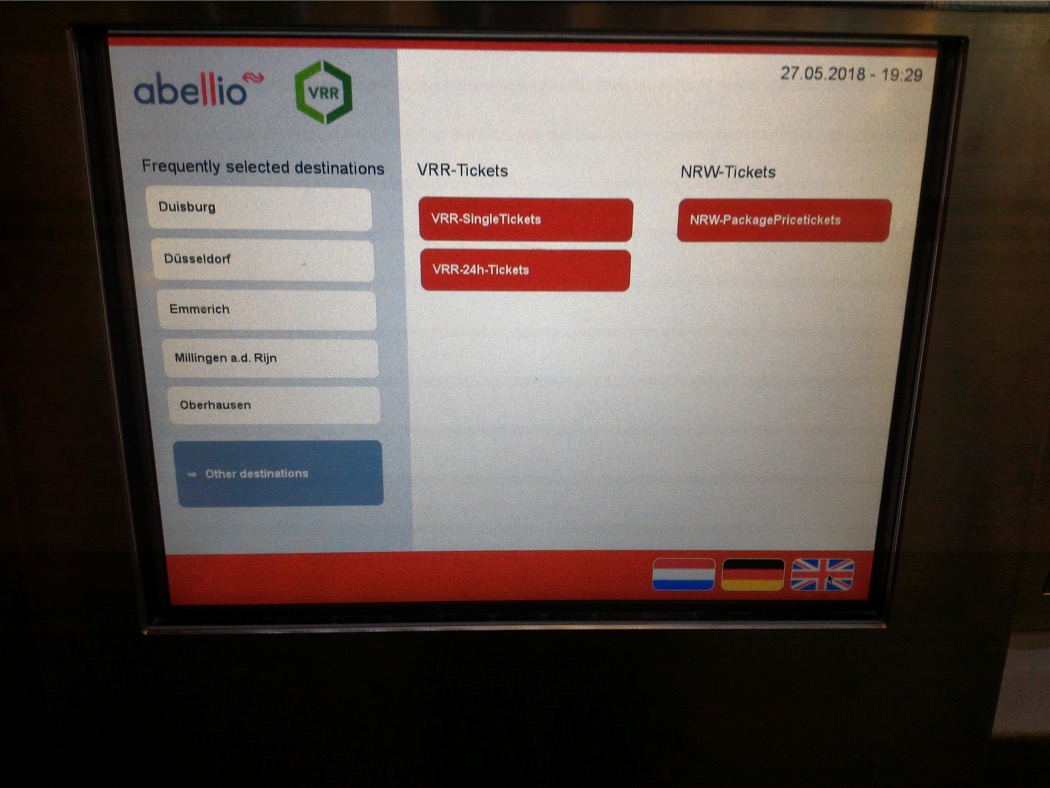 abellio
VRR
27.05.2018 - 19:29
Frequently selected destinations
Duisburg
Düsseldorf
Emmerich
Millingen a.d. Rijn
Oberhausen
⇒ Other destinations
VRR-Tickets
VRR-SingleTickets
VRR-24h-Tickets
NRW-Tickets
NRW-PackagePricetickets